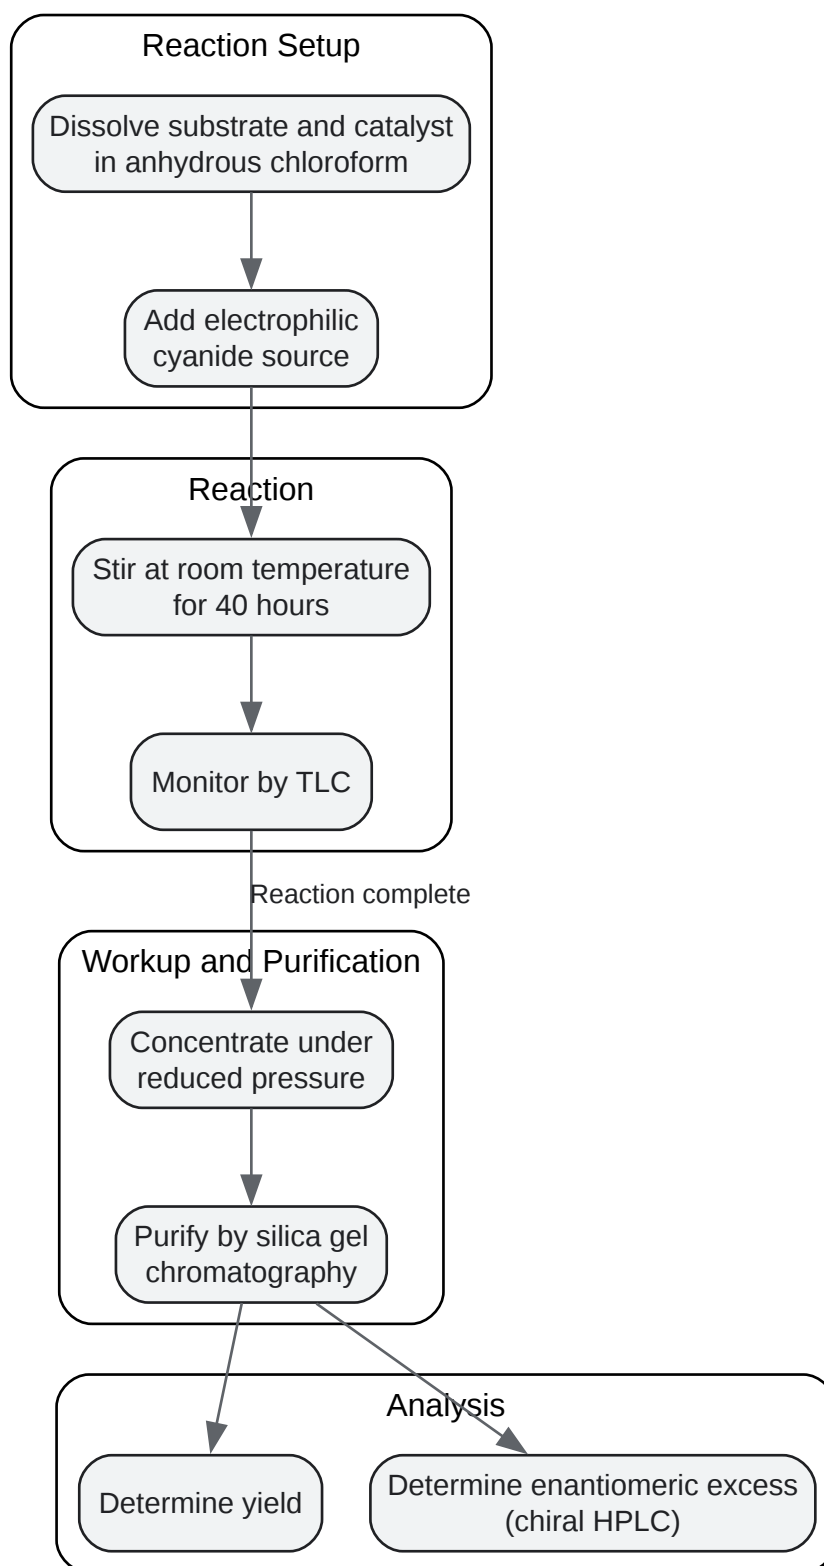 Reaction Setup
Dissolve substrate and catalyst
in anhydrous chloroform
Add electrophilic
cyanide source
Reaction
Stir at room temperature
for 40 hours
Monitor by TLC
Reaction complete
Workup and Purification
Concentrate under
reduced pressure
Purify by silica gel
chromatography
Analysis
Determine yield
Determine enantiomeric excess
(chiral HPLC)